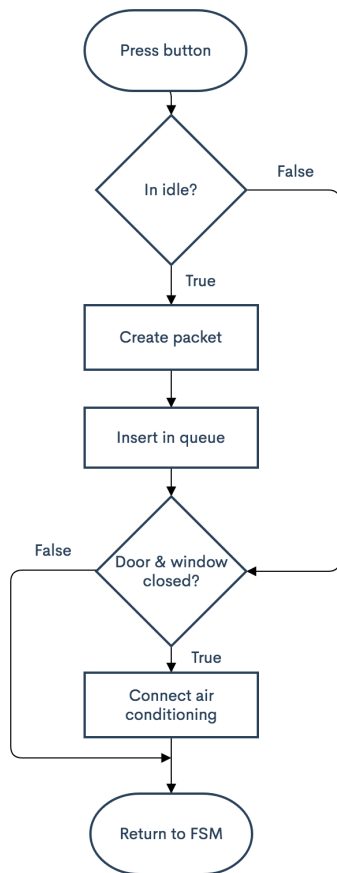 Press button
In idle?
False
True
Create packet
Insert in queue
False
Door & window
closed?
True
Connect air
conditioning
Return to FSM